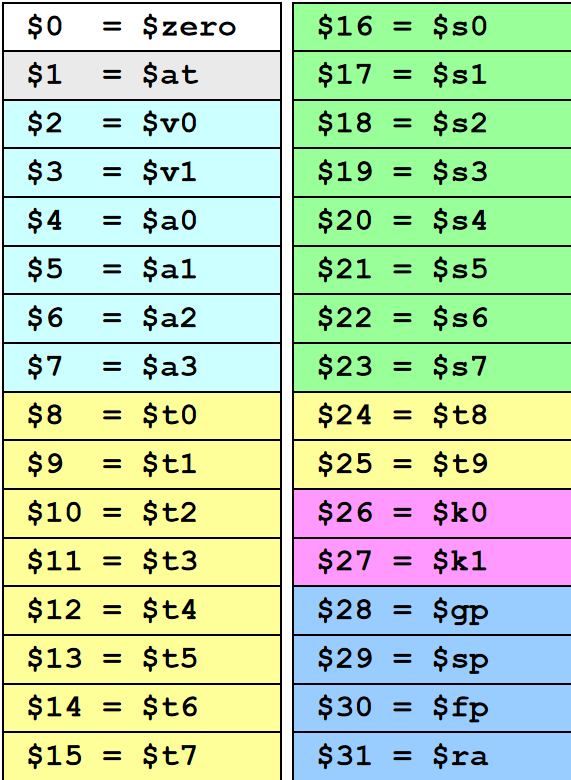 $0 = $zero
$1 = $at
$2 = $v0
$3 = $v1
$4 = $a0
$5 = $a1
$6 = $a2
$7 = $a3
$8 = $t0
$9 = $t1
$10 = $t2
$11 = $t3
$12 = $t4
$13 = $t5
$14 = $t6
$15 = $t7
$16 = $s0
$17 = $s1
$18 = $s2
$19 = $s3
$20 = $s4
$21 = $s5
$22 = $s6
$23 = $s7
$24 = $t8
$25 = $t9
$26 = $k0
$27 = $k1
$28 = $gp
$29 = $sp
$30 = $fp
$31 = $ra